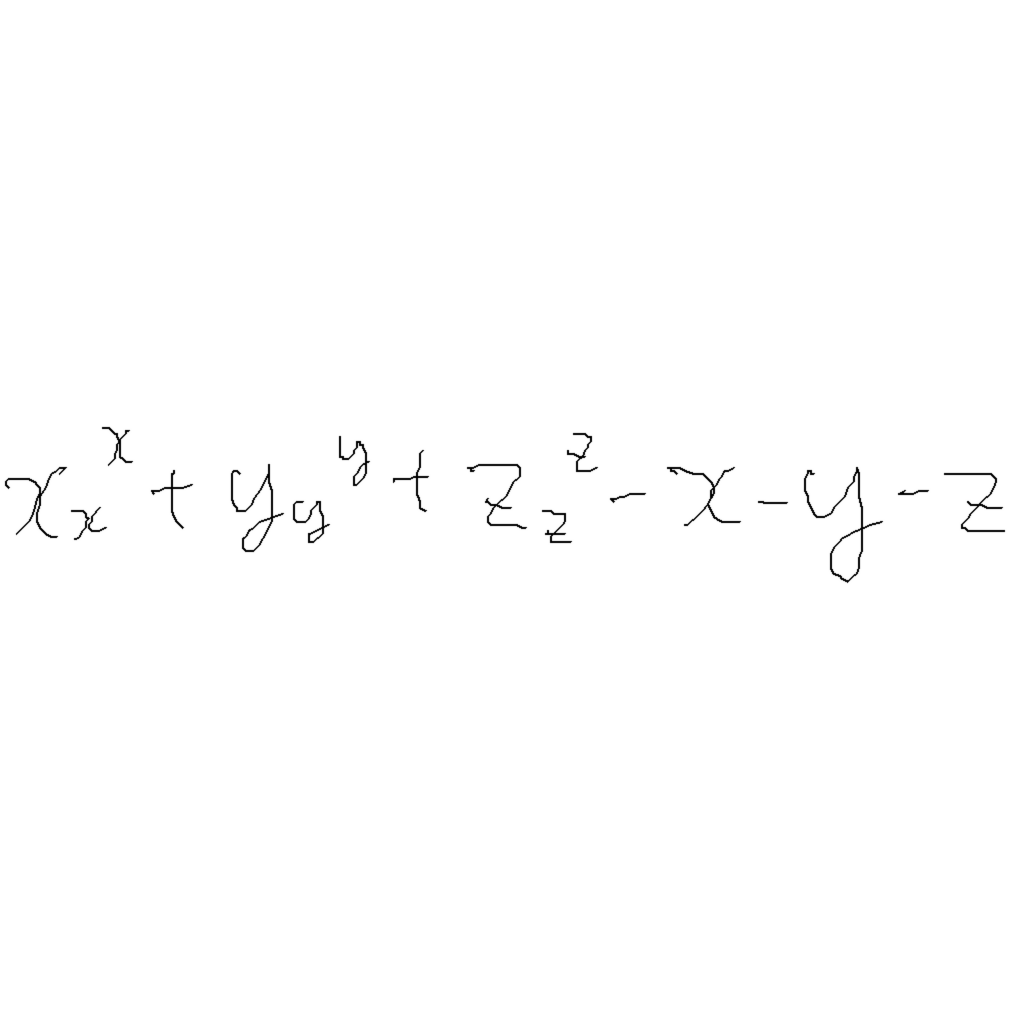 $x_x^x + y_y^y + z_z^z - x - y - z$